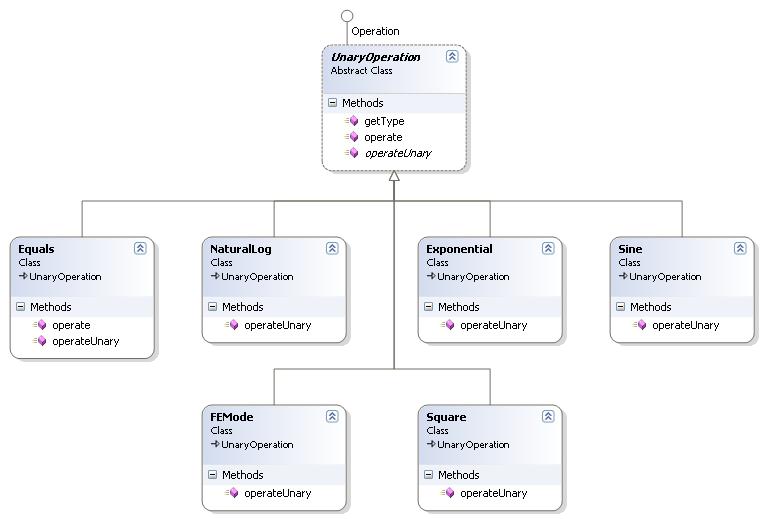 Operation
UnaryOperation
Abstract Class
Methods
getType
operate
operateUnary
Equals
Class
UnaryOperation
Methods
operate
operateUnary
NaturalLog
Class
UnaryOperation
Methods
operateUnary
Exponential
Class
UnaryOperation
Methods
operateUnary
Sine
Class
UnaryOperation
Methods
operateUnary
FEMode
Class
UnaryOperation
Methods
operateUnary
Square
Class
UnaryOperation
Methods
operateUnary